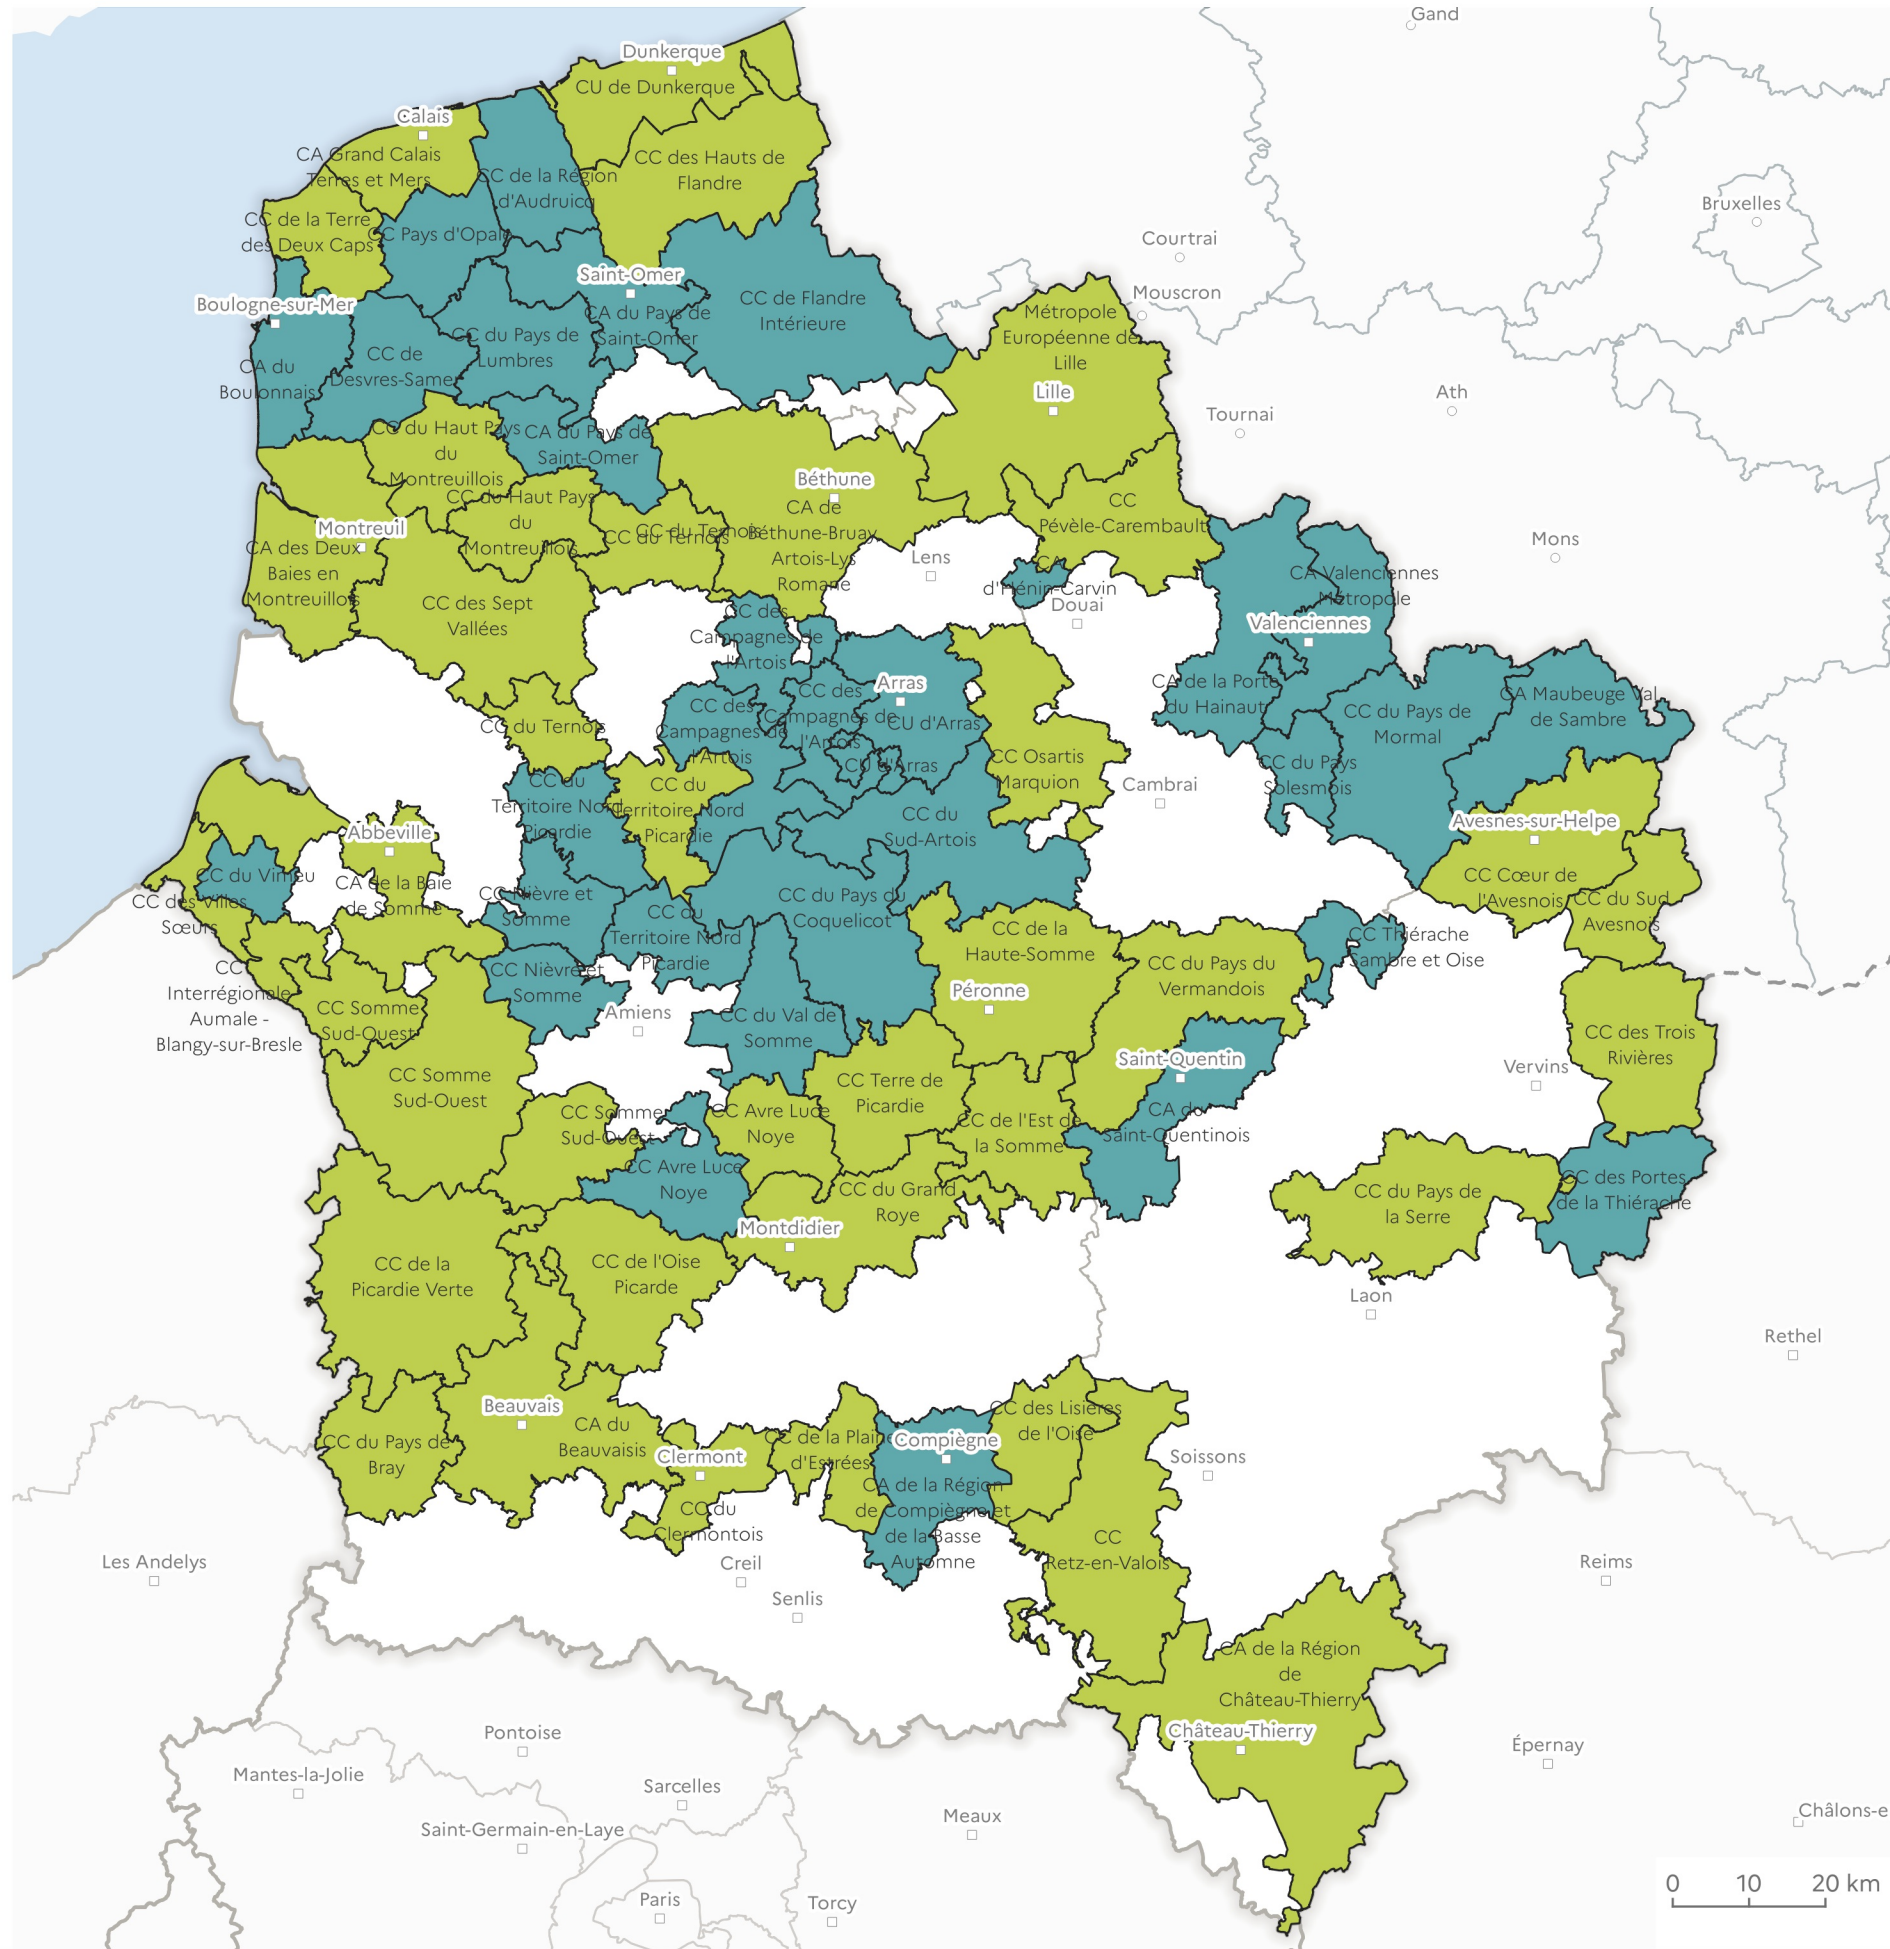 Gand
Dunkerque
CU de Dunkerque
Calais
CA Grand Calais
Terres et Mers
CC des Hauts de
Flandre
CC de la Région
d'Audruicq
Bruxelles
CC de la Terre
des Deux Caps
CC Pays d'Opale
Courtrai
Saint-Omer
Mouscron
Boulogne-sur-Mer
CC de Flandre
Intérieure
CA du Pays de
Saint-Omer
Métropole
Européenne de
Lille
CC du Pays de
Lumbres
CC de
Desvres-Samer
CA du
Boulonnais
Lille
Ath
Tournai
CC du Haut Pays
du
Montreuillois
CA du Pays de
Saint-Omer
Béthune
CC du Haut Pays
du
Montreuillois
CC
Pévèle-Carembault
CA de
Béthune-Bruay,
Artois-Lys
Romane
Montreuil
CC du Ternois
CC du Ternois
Mons
CA des Deux
Baies en
Montreuillois
Lens
CA
d'Hénin-Carvin
CA Valenciennes
Métropole
Douai
CC des Sept
Vallées
CC des
Campagnes de
l'Artois
Valenciennes
Arras
CA de la Porte
du Hainaut
CC des
Campagnes de
l'Artois
CC des
Campagnes de
l'Artois
CU d'Arras
CA Maubeuge Val
de Sambre
CC du Pays de
Mormal
CC du Ternois
CU d'Arras
CC Osartis
Marquion
CC du Pays
Solesmois
Cambrai
CC du
Territoire Nord
Picardie
CC du
Territoire Nord
Picardie
CC du
Sud-Artois
Abbeville
Avesnes-sur-Helpe
CC du Vimeu
CA de la Baie
de Somme
CC Cœur de
l'Avesnois
CC du Sud
Avesnois
CC des Villes
Sœurs
CC Nièvre et
Somme
CC du Pays du
Coquelicot
CC du
Territoire Nord
Picardie
CC de la
Haute-Somme
CC Thiérache
Sambre et Oise
CC
Interrégionale
Aumale -
Blangy-sur-Bresle
CC Nièvre et
Somme
CC du Pays du
Vermandois
Péronne
CC Somme
Sud-Ouest
Amiens
CC du Val de
Somme
CC des Trois
Rivières
Saint-Quentin
Vervins
CC Somme
Sud-Ouest
CC Terre de
Picardie
CC Somme
Sud-Ouest
CC Avre Luce
Noye
CC de l'Est de
la Somme
CA du
Saint-Quentinois
CC Avre Luce
Noye
CC du Grand
Roye
CC du Pays de
la Serre
CC des Portes
de la Thiérache
Montdidier
CC de la
Picardie Verte
CC de l'Oise
Picarde
Laon
Rethel
Beauvais
CA du
Beauvaisis
CC des Lisières
de l'Oise
CC du Pays de
Bray
Clermont
CC de la Plaine
d'Estrées
Compiègne
Soissons
CA de la Région
de Compiègne et
de la Basse
Automne
CC du
Clermontois
CC
Retz-en-Valois
Les Andelys
Creil
Reims
Senlis
CA de la Région
de
Château-Thierry
Château-Thierry
Pontoise
Épernay
Mantes-la-Jolie
Sarcelles
Meaux
Châlons-e
Saint-Germain-en-Laye
Paris
Torcy
0 10 20 km